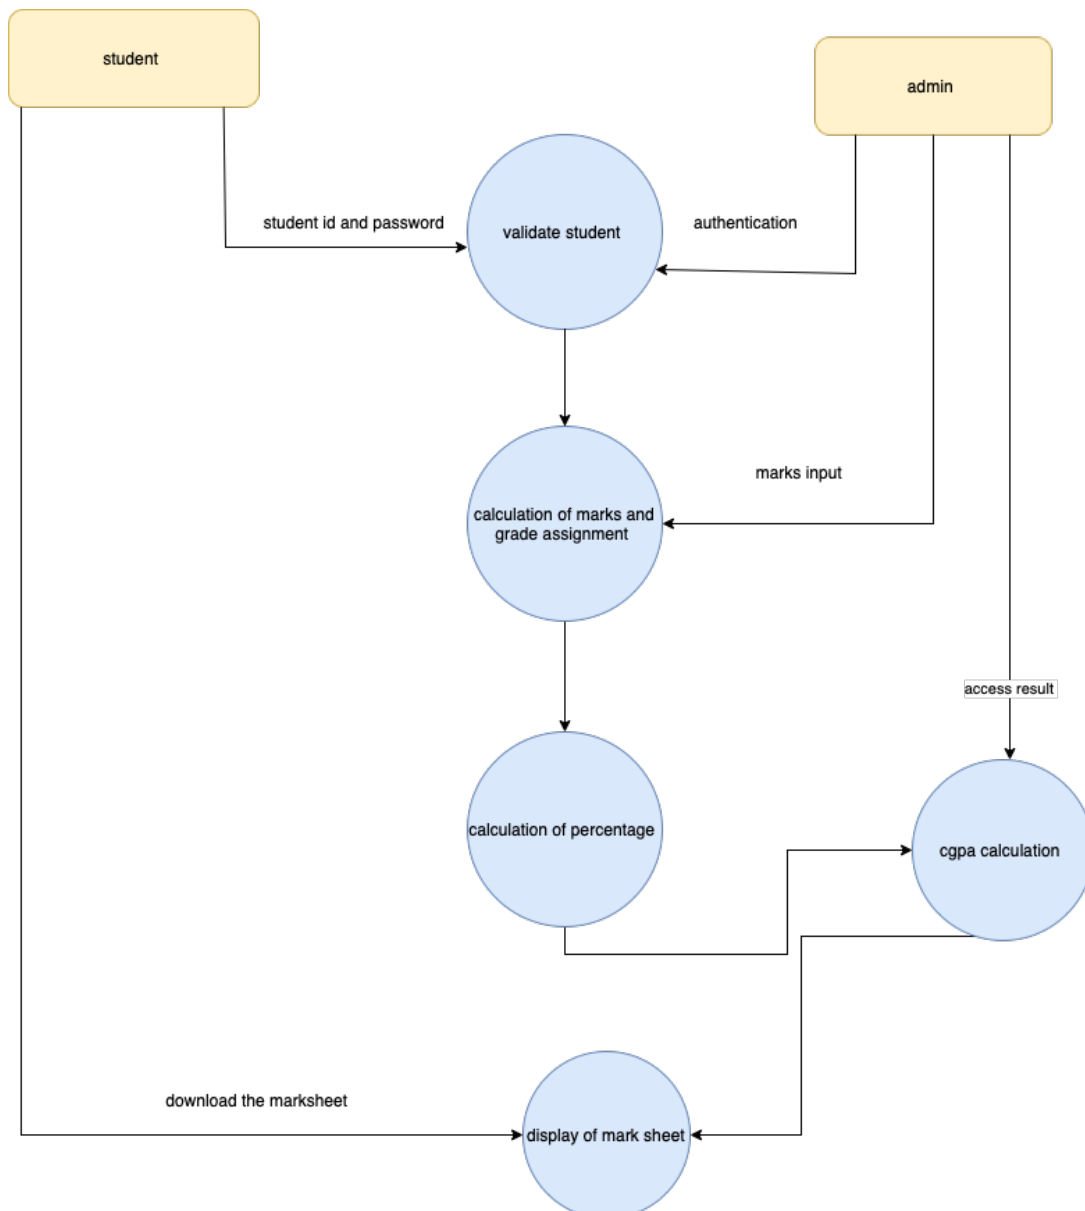 student
admin
student id and password
validate student
authentication
marks input
calculation of marks and
grade assignment
access result
calculation of percentage
cgpa calculation
download the marksheet
display of mark sheet